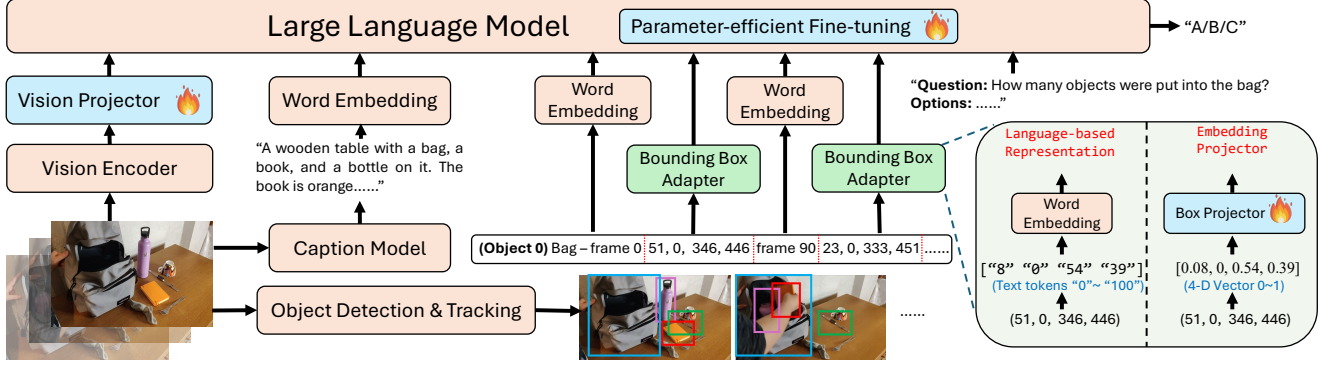 Large Language Model
Parameter-efficient Fine-tuning
"A/B/C"
Vision Projector
Word Embedding
Word
Embedding
Word
Embedding
"Question: How many objects were put into the bag?
Options: ......"
Vision Encoder
"A wooden table with a bag, a
book, and a bottle on it. The
book is orange......"
Bounding Box
Adapter
Bounding Box
Adapter
Language-based
Representation
Embedding
Projector
Word
Embedding
Box Projector
Caption Model
(Object 0) Bag – frame 0 51, 0, 346, 446 frame 90 23, 0, 333, 451 ......
["8" "0" "54" "39"]
(Text tokens "0"~ "100")
[0.08, 0, 0.54, 0.39]
(4-D Vector 0~1)
Object Detection & Tracking
......
(51, 0, 346, 446)
(51, 0, 346, 446)